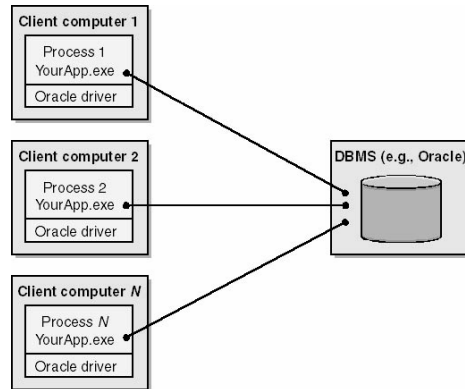 Client computer 1
Process 1
YourApp.exe
Oracle driver
Client computer 2
Process 2
YourApp.exe
Oracle driver
DBMS (e.g., Oracle)
Client computer N
Process N
YourApp.exe
Oracle driver